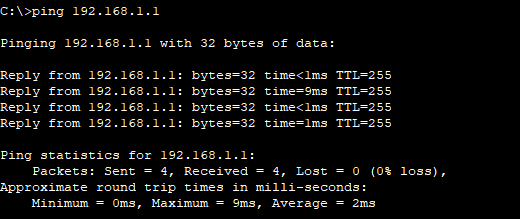 C:\>ping 192.168.1.1
Pinging 192.168.1.1 with 32 bytes of data:
Reply from 192.168.1.1: bytes=32 time<1ms TTL=255
Reply from 192.168.1.1: bytes=32 time=9ms TTL=255
Reply from 192.168.1.1: bytes=32 time<1ms TTL=255
Reply from 192.168.1.1: bytes=32 time=1ms TTL=255
Ping statistics for 192.168.1.1:
    Packets: Sent = 4, Received = 4, Lost = 0 (0% loss),
Approximate round trip times in milli-seconds:
    Minimum = 0ms, Maximum = 9ms, Average = 2ms